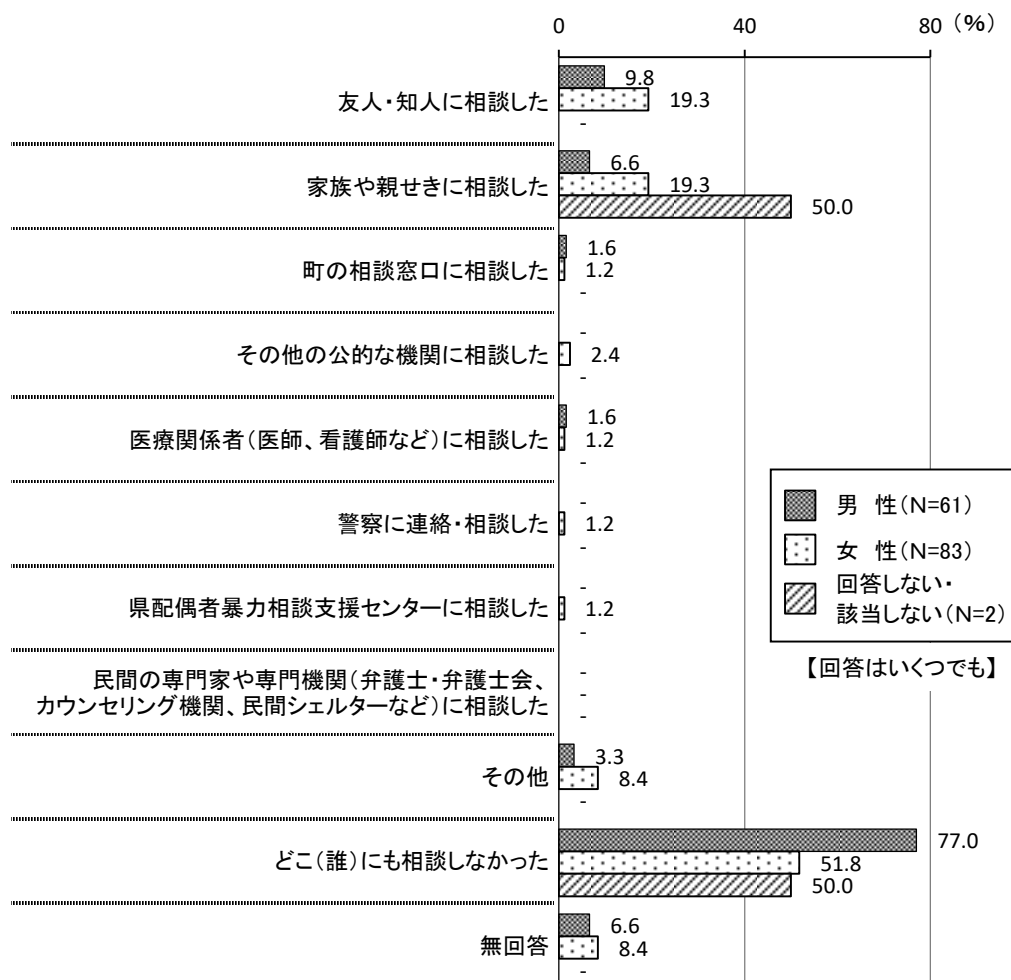 0 40 80 (%)
友人・知人に相談した
9.8
19.3
-
家族や親せきに相談した
6.6
19.3
50.0
町の相談窓口に相談した
1.6
1.2
-
その他の公的な機関に相談した
-
2.4
-
医療関係者(医師、看護師など)に相談した
1.6
1.2
-
警察に連絡・相談した
-
1.2
-
県配偶者暴力相談支援センターに相談した
-
1.2
-
民間の専門家や専門機関(弁護士・弁護士会、
カウンセリング機関、民間シェルターなど)に相談した
-
-
-
その他
3.3
8.4
-
どこ(誰)にも相談しなかった
77.0
51.8
50.0
無回答
6.6
8.4
-
男 性(N=61)
女 性(N=83)
回答しない・
該当しない(N=2)
【回答はいくつでも】